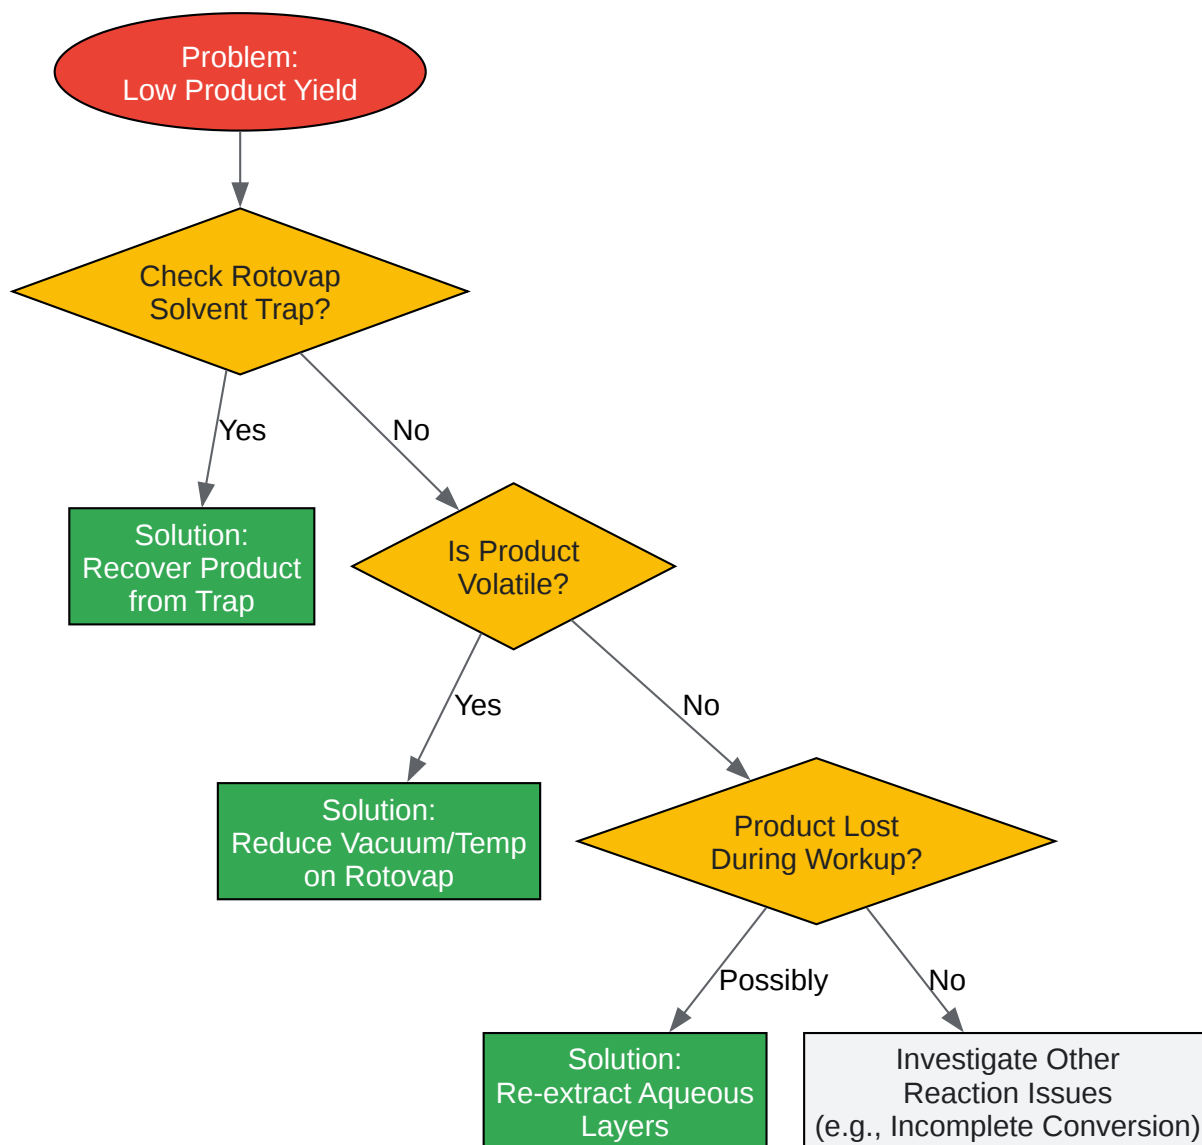 Problem:
Low Product Yield
Check Rotovap
Solvent Trap?
Yes
No
Solution:
Recover Product
from Trap
Is Product
Volatile?
Yes
No
Solution:
Reduce Vacuum/Temp
on Rotovap
Product Lost
During Workup?
Possibly
No
Solution:
Re-extract Aqueous
Layers
Investigate Other
Reaction Issues
(e.g., Incomplete Conversion)